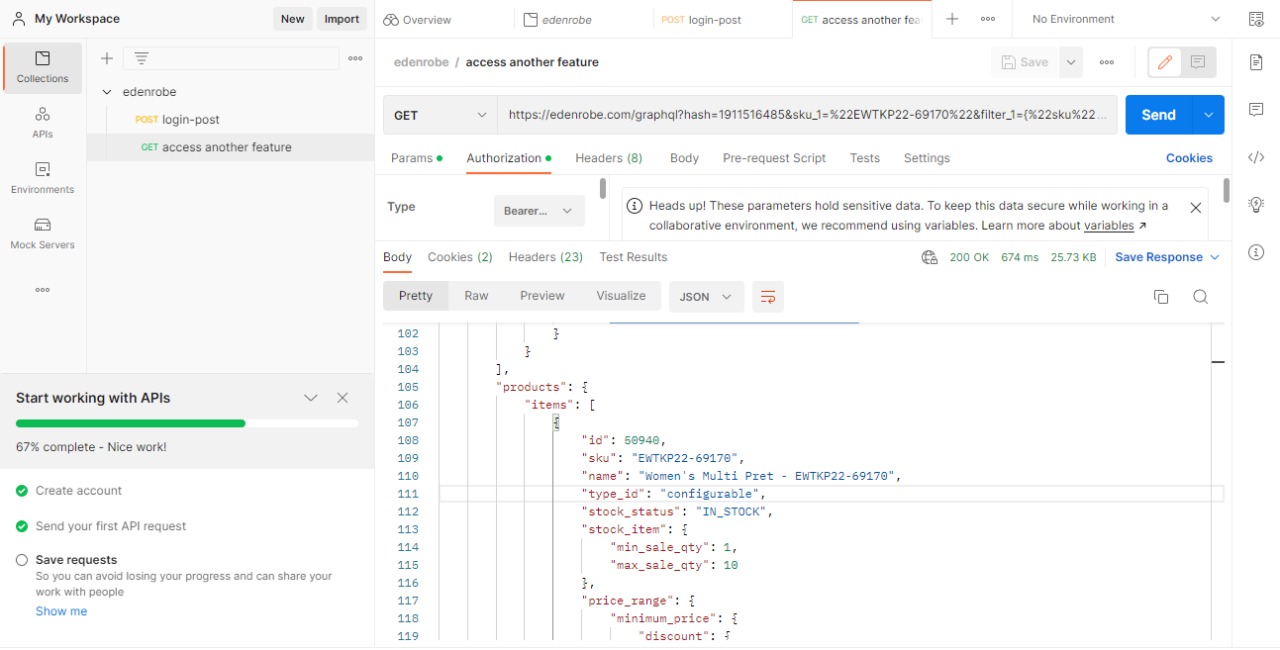 My Workspace
New
Import
Overview
edenrobe
POST login-post
GET access another fea
No Environment
Collections
APIs
Environments
Mock Servers
edenrobe
POST login-post
GET access another feature
edenrobe / access another feature
Save
GET
https://edenrobe.com/graphql?hash=1911516485&sku_1=%22EWTKP22-69170%22&filter_1={%22sku%22...
Send
Params
Authorization
Headers (8)
Body
Pre-request Script
Tests
Settings
Cookies
Type
Bearer...
Heads up! These parameters hold sensitive data. To keep this data secure while working in a
collaborative environment, we recommend using variables. Learn more about variables ↗
Body
Cookies (2)
Headers (23)
Test Results
200 OK
674 ms
25.73 KB
Save Response
Pretty
Raw
Preview
Visualize
JSON
102 }
103 }
104 ],
105 "products": {
106 "items": [
107 {
108 "id": 50940,
109 "sku": "EWTKP22-69170",
110 "name": "Women's Multi Pret - EWTKP22-69170",
111 "type_id": "configurable",
112 "stock_status": "IN_STOCK",
113 "stock_item": {
114 "min_sale_qty": 1,
115 "max_sale_qty": 10
116 },
117 "price_range": {
118 "minimum_price": {
119 "discount": {
Start working with APIs
67% complete - Nice work!
Create account
Send your first API request
Save requests
So you can avoid losing your progress and can share your
work with people
Show me